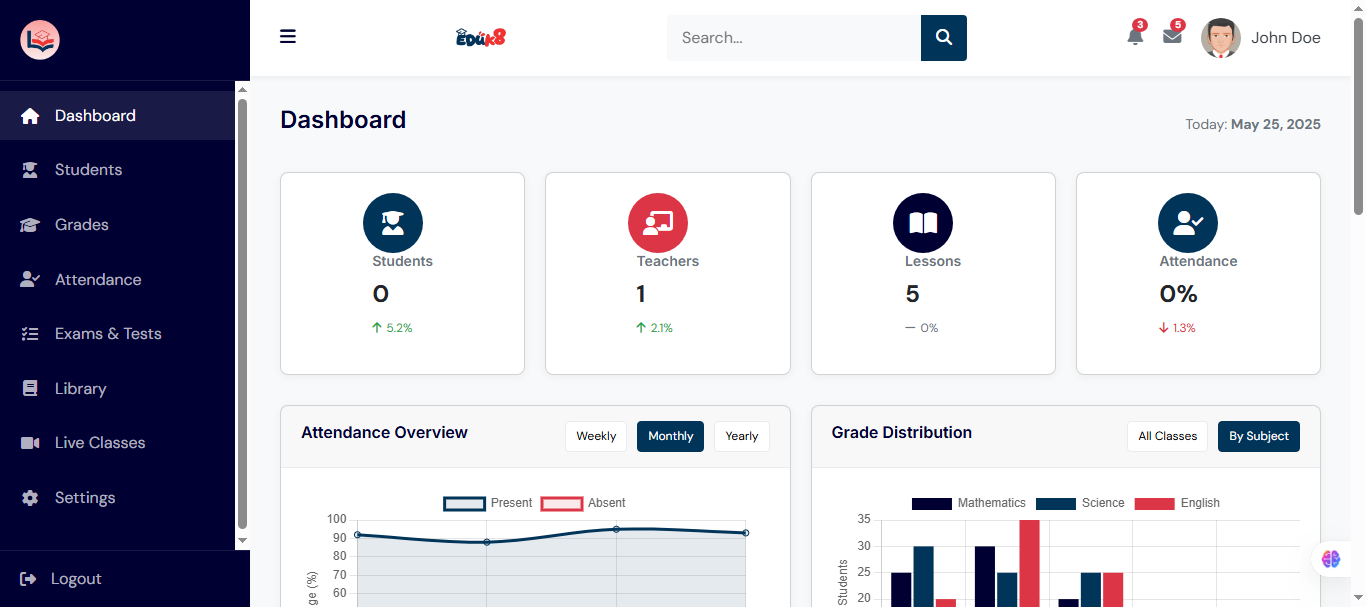 EDUK8
Search...
3
5
John Doe
Dashboard
Students
Grades
Attendance
Exams & Tests
Library
Live Classes
Settings
Logout
Dashboard
Today: May 25, 2025
Students
0
5.2%
Teachers
1
2.1%
Lessons
5
0%
Attendance
0%
1.3%
Attendance Overview
Weekly
Monthly
Yearly
Present
Absent
100
90
80
70
60
ge (%)
Grade Distribution
All Classes
By Subject
Mathematics
Science
English
35
30
25
20
Students